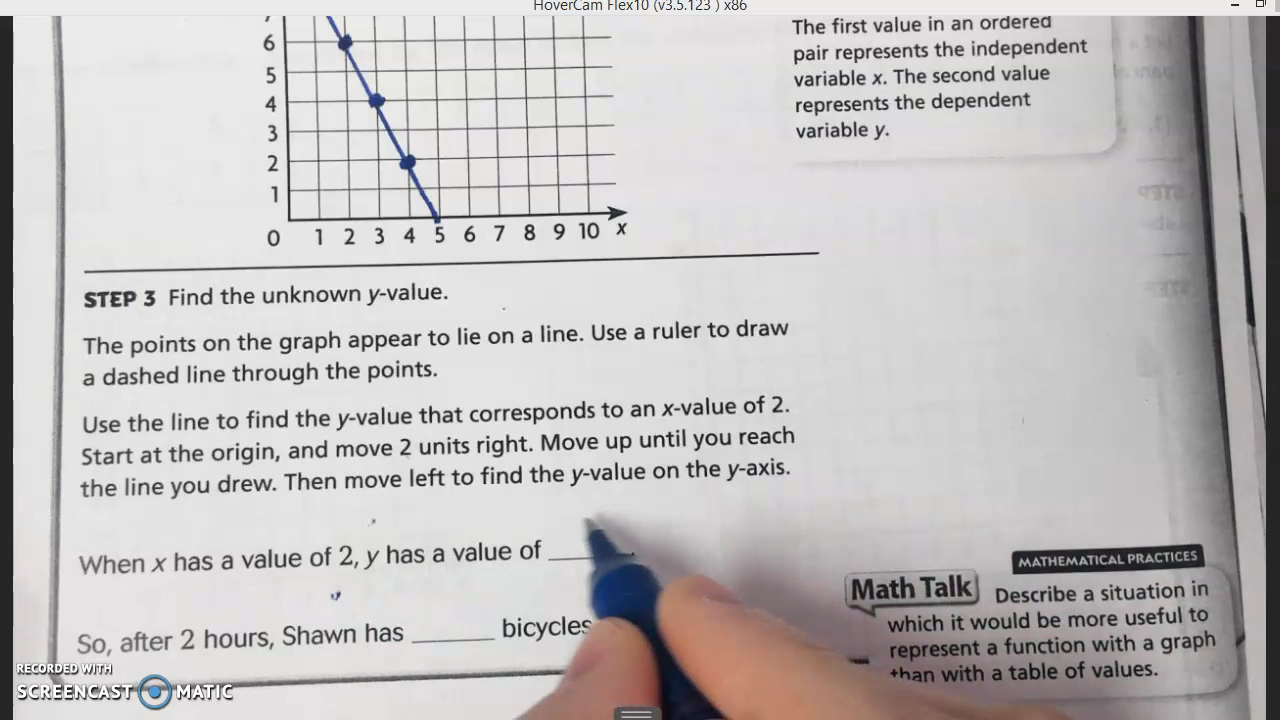 HoverCam Flex10 (v3.5.123 ) x86
6
5
4
3
2
1
0 1 2 3 4 5 6 7 8 9 10 x
The first value in an ordered
pair represents the independent
variable x. The second value
represents the dependent
variable y.
STEP 3 Find the unknown y-value.
The points on the graph appear to lie on a line. Use a ruler to draw
a dashed line through the points.
Use the line to find the y-value that corresponds to an x-value of 2.
Start at the origin, and move 2 units right. Move up until you reach
the line you drew. Then move left to find the y-value on the y-axis.
When x has a value of 2, y has a value of ______.
So, after 2 hours, Shawn has ______ bicycles
MATHEMATICAL PRACTICES
Math Talk Describe a situation in
which it would be more useful to
represent a function with a graph
than with a table of values.
RECORDED WITH
SCREENCAST MATIC